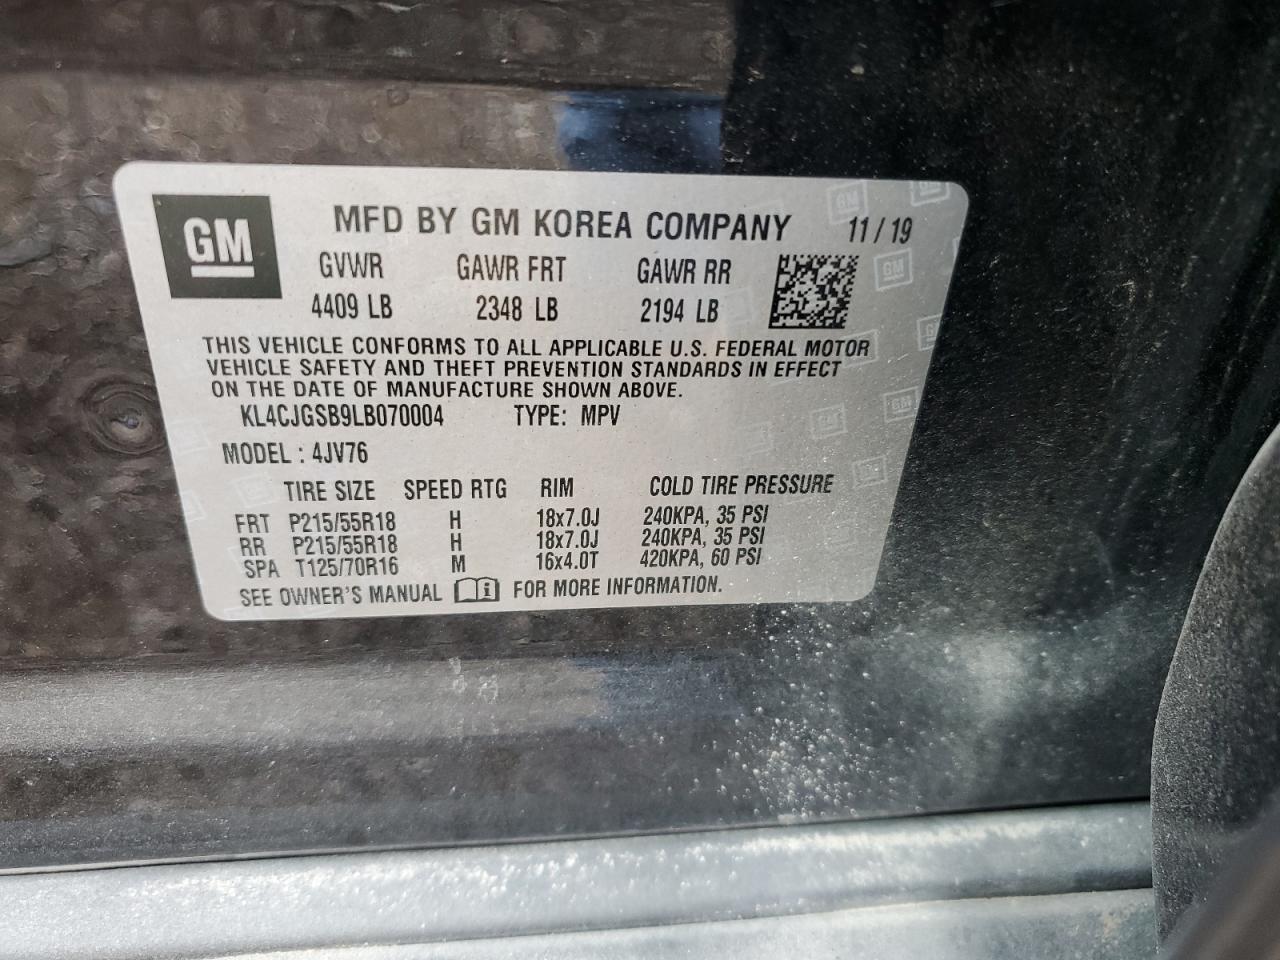 GM MFD BY GM KOREA COMPANY 11/19
GVWR GAWR FRT GAWR RR
4409 LB 2348 LB 2194 LB
THIS VEHICLE CONFORMS TO ALL APPLICABLE U.S. FEDERAL MOTOR
VEHICLE SAFETY AND THEFT PREVENTION STANDARDS IN EFFECT
ON THE DATE OF MANUFACTURE SHOWN ABOVE.
KL4CJGSB9LB070004 TYPE: MPV
MODEL : 4JV76
TIRE SIZE SPEED RTG RIM COLD TIRE PRESSURE
FRT P215/55R18 H 18x7.0J 240KPA, 35 PSI
RR P215/55R18 H 18x7.0J 240KPA, 35 PSI
SPA T125/70R16 M 16x4.0T 420KPA, 60 PSI
SEE OWNER'S MANUAL i FOR MORE INFORMATION.